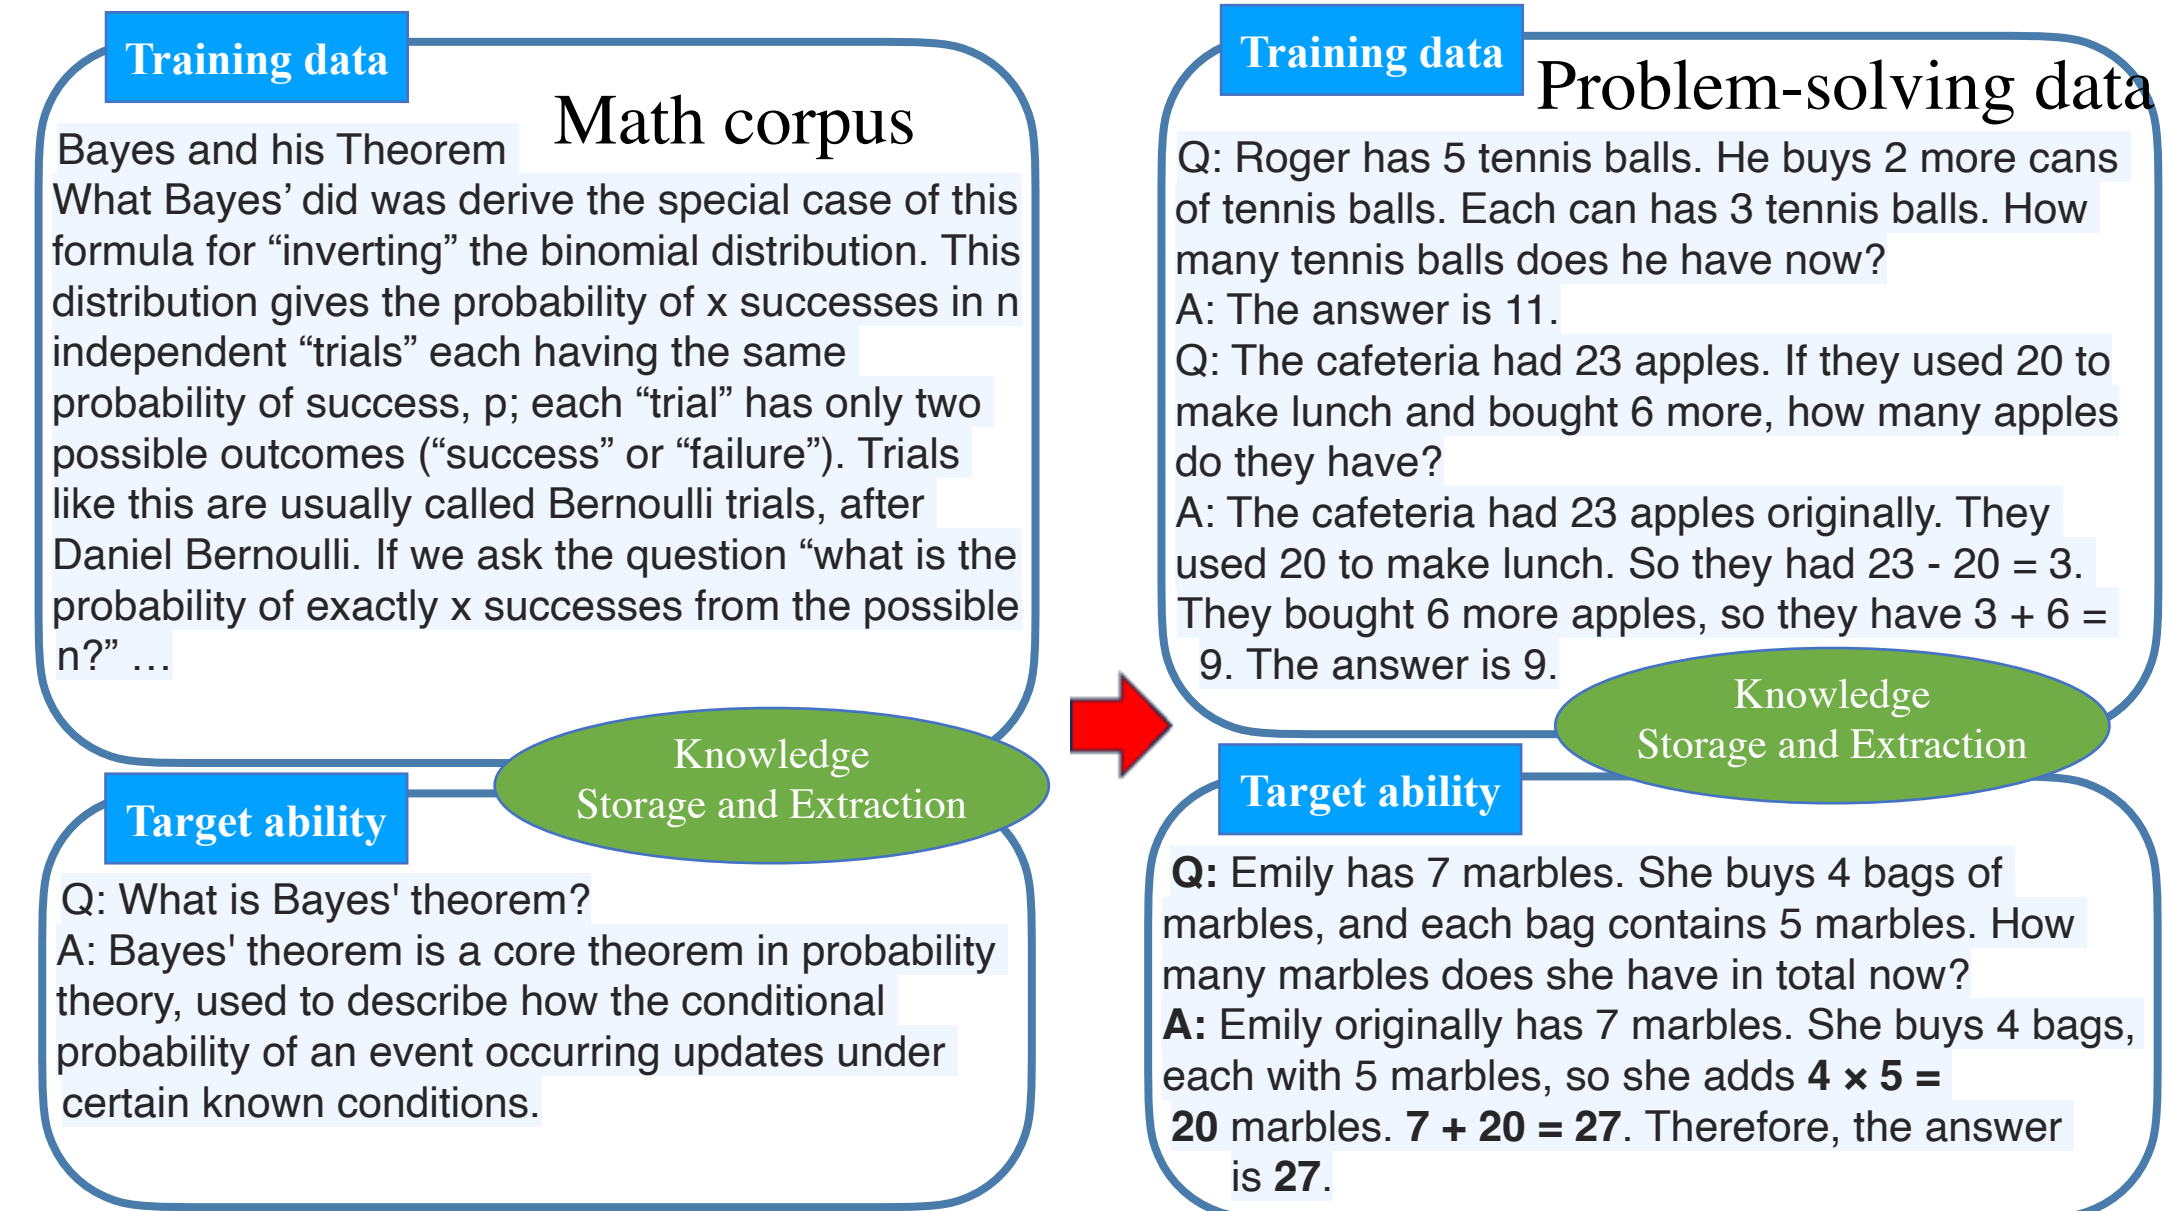 Training data
Math corpus
Bayes and his Theorem
What Bayes’ did was derive the special case of this
formula for “inverting” the binomial distribution. This
distribution gives the probability of x successes in n
independent “trials” each having the same
probability of success, p; each “trial” has only two
possible outcomes (“success” or “failure”). Trials
like this are usually called Bernoulli trials, after
Daniel Bernoulli. If we ask the question “what is the
probability of exactly x successes from the possible
n?” …
Knowledge
Storage and Extraction
Target ability
Q: What is Bayes' theorem?
A: Bayes' theorem is a core theorem in probability
theory, used to describe how the conditional
probability of an event occurring updates under
certain known conditions.
Training data
Problem-solving data
Q: Roger has 5 tennis balls. He buys 2 more cans
of tennis balls. Each can has 3 tennis balls. How
many tennis balls does he have now?
A: The answer is 11.
Q: The cafeteria had 23 apples. If they used 20 to
make lunch and bought 6 more, how many apples
do they have?
A: The cafeteria had 23 apples originally. They
used 20 to make lunch. So they had 23 - 20 = 3.
They bought 6 more apples, so they have 3 + 6 =
9. The answer is 9.
Knowledge
Storage and Extraction
Target ability
Q: Emily has 7 marbles. She buys 4 bags of
marbles, and each bag contains 5 marbles. How
many marbles does she have in total now?
A: Emily originally has 7 marbles. She buys 4 bags,
each with 5 marbles, so she adds 4 × 5 =
20 marbles. 7 + 20 = 27. Therefore, the answer
is 27.